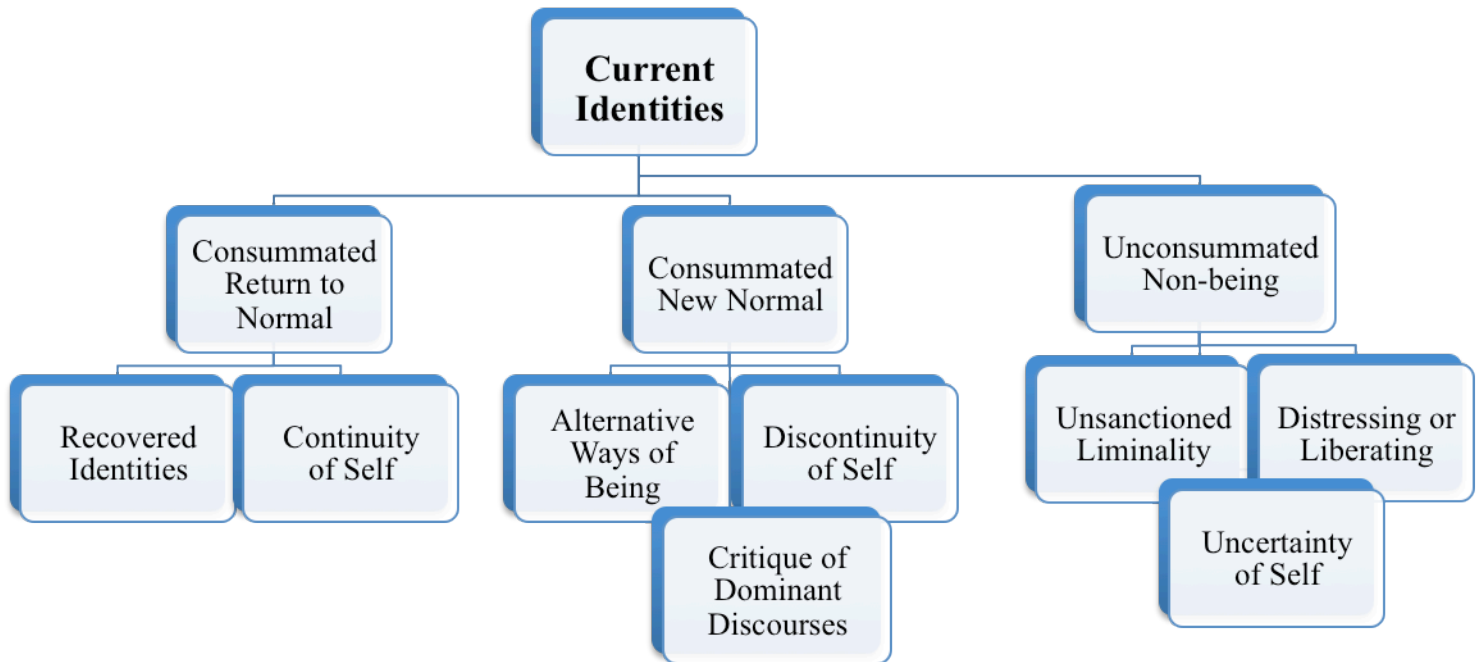 Current
Identities
Consummated
Return to
Normal
Consummated
New Normal
Unconsummated
Non-being
Recovered
Identities
Continuity
of Self
Alternative
Ways of
Being
Discontinuity
of Self
Critique of
Dominant
Discourses
Unsanctioned
Liminality
Distressing or
Liberating
Uncertainty
of Self